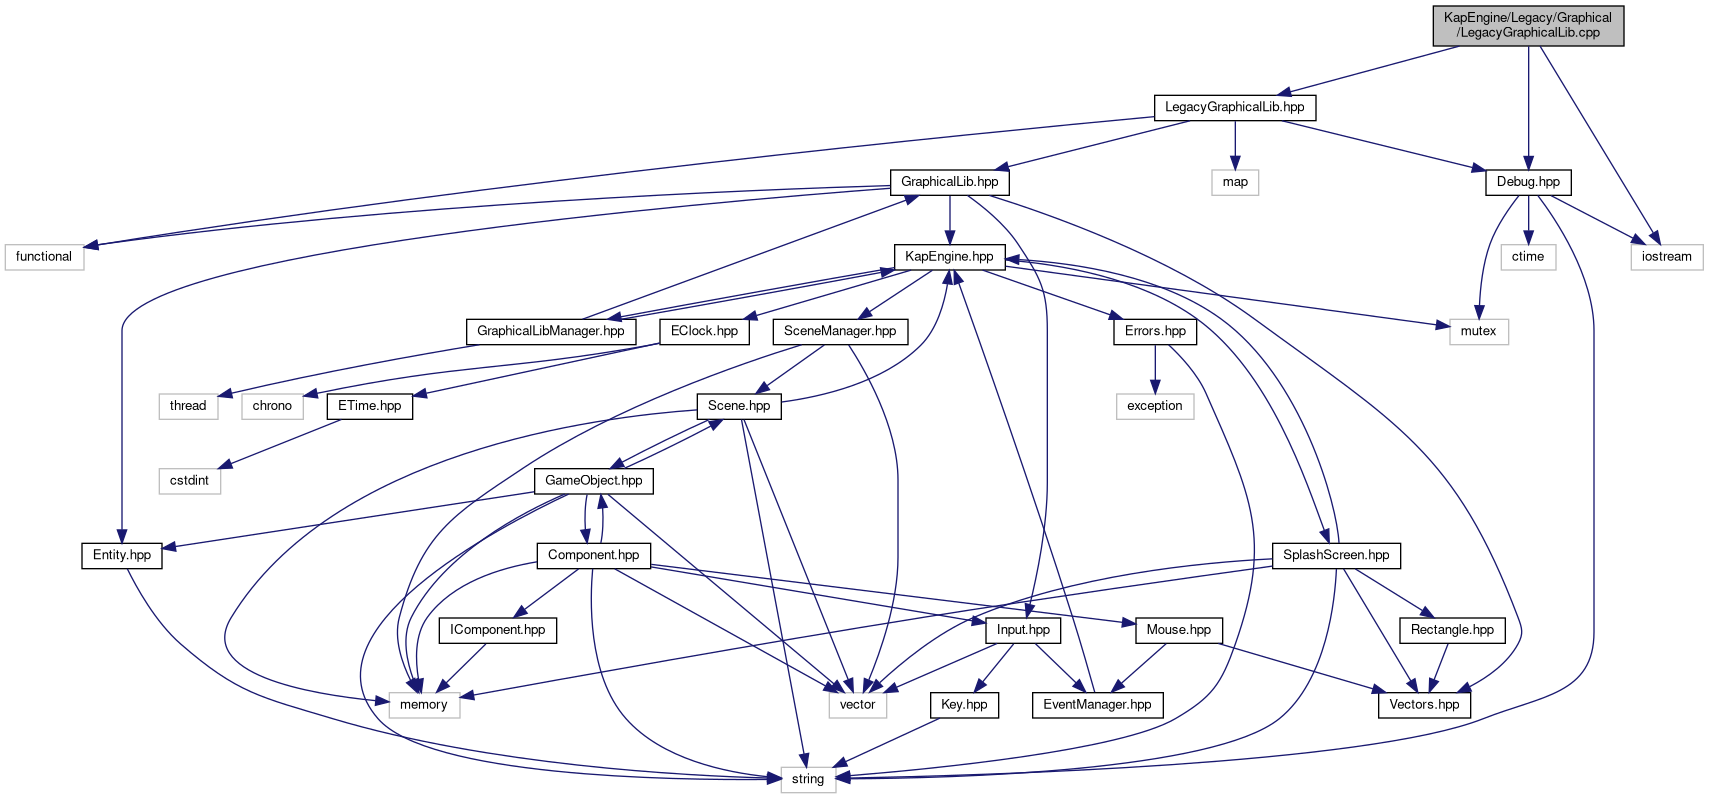 KapEngine/Legacy/Graphical
/LegacyGraphicalLib.cpp
LegacyGraphicalLib.hpp
GraphicalLib.hpp
map
Debug.hpp
functional
KapEngine.hpp
ctime
iostream
GraphicalLibManager.hpp
EClock.hpp
SceneManager.hpp
Errors.hpp
mutex
thread
chrono
ETime.hpp
Scene.hpp
exception
cstdint
GameObject.hpp
Entity.hpp
Component.hpp
SplashScreen.hpp
IComponent.hpp
Input.hpp
Mouse.hpp
Rectangle.hpp
memory
vector
Key.hpp
EventManager.hpp
Vectors.hpp
string